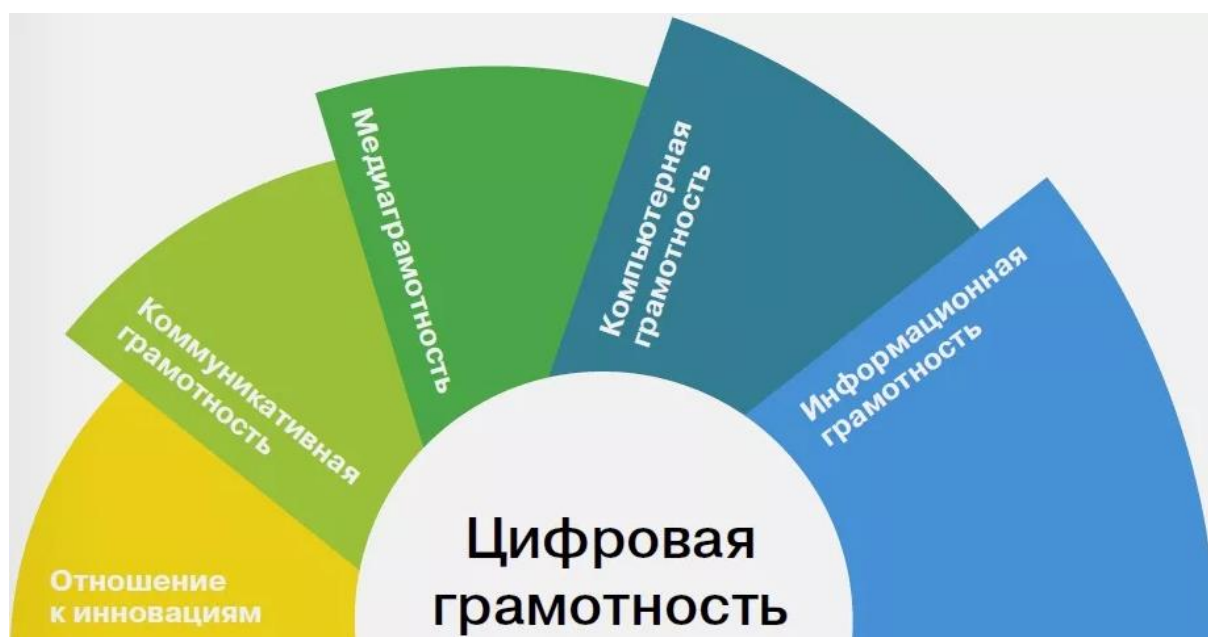 Отношение
к инновациям
Коммуникативная
грамотность
Медиаграмотность
Компьютерная
грамотность
Информационная
грамотность
Цифровая
грамотность